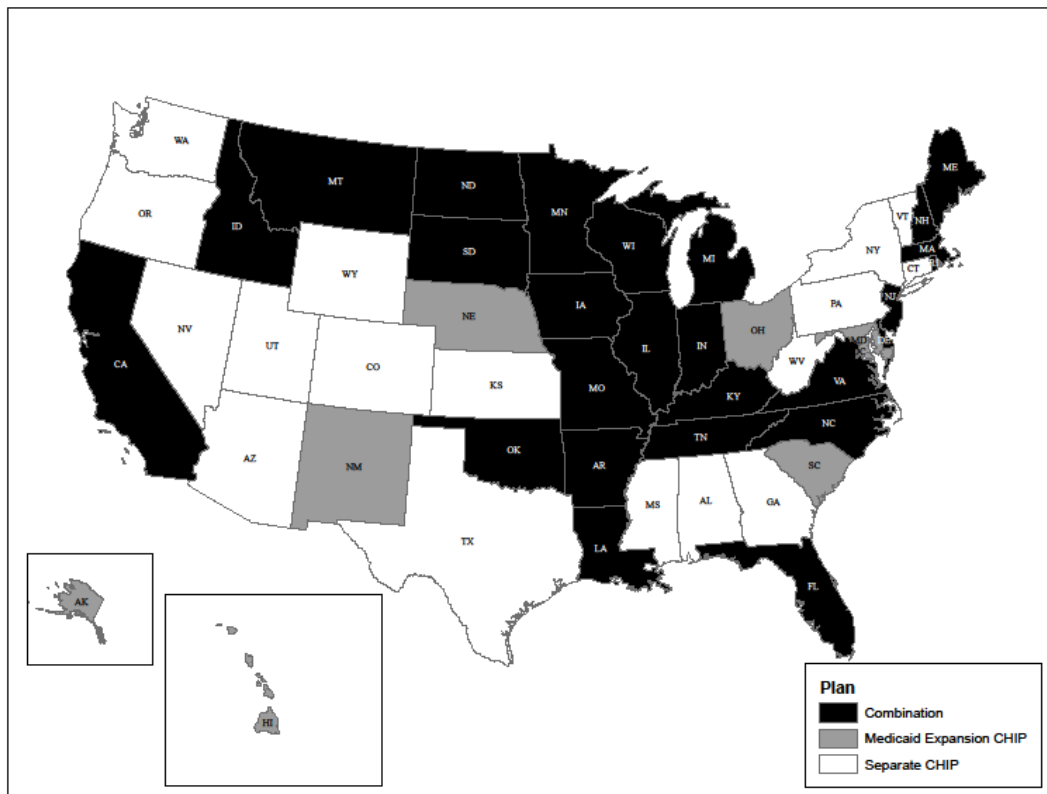 WA
MT
ND
ME
OR
ID
MN
VT
NH
SD
WI
NY
MA
WY
MI
CT
RI
IA
PA
NJ
NE
NV
OH
UT
IL
IN
MD
DE
CO
WV
CA
KS
MO
VA
KY
NC
TN
OK
AZ
NM
AR
SC
MS
AL
GA
TX
LA
FL
AK
HI
Plan
Combination
Medicaid Expansion CHIP
Separate CHIP